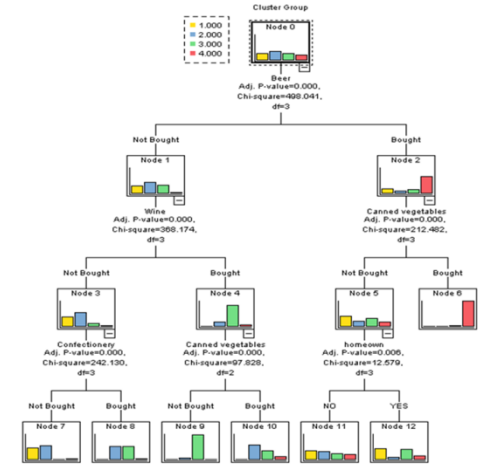 Cluster Group
1.000
2.000
3.000
4.000
Node 0
Beer
Adj. P-value=0.000,
Chi-square=498.041,
df=3
Not Bought
Bought
Node 1
Node 2
Wine
Adj. P-value=0.000,
Chi-square=368.174,
df=3
Canned vegetables
Adj. P-value=0.000,
Chi-square=212.482,
df=3
Not Bought
Bought
Not Bought
Bought
Node 3
Node 4
Node 5
Node 6
Confectionery
Adj. P-value=0.000,
Chi-square=242.130,
df=3
Canned vegetables
Adj. P-value=0.000,
Chi-square=97.828,
df=2
homeown
Adj. P-value=0.006,
Chi-square=12.579,
df=3
Not Bought
Bought
Not Bought
Bought
NO
YES
Node 7
Node 8
Node 9
Node 10
Node 11
Node 12